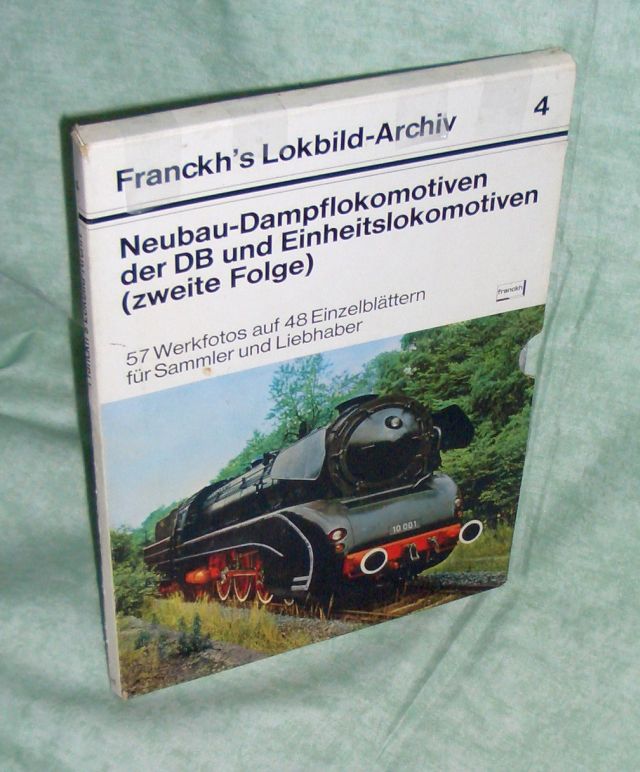 Franckh's Lokbild-Archiv 4
Neubau-Dampflokomotiven
der DB und Einheitslokomotiven
(zweite Folge)
franckh
57 Werkfotos auf 48 Einzelblättern
für Sammler und Liebhaber
10 001